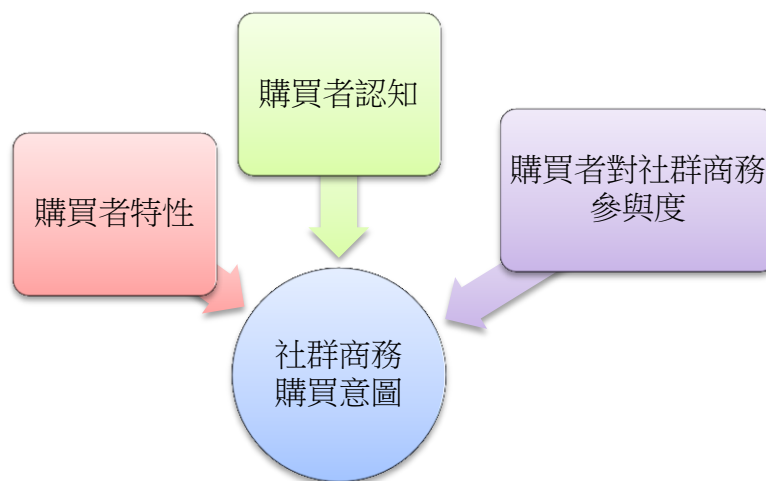 購買者認知
購買者對社群商務
參與度
購買者特性
社群商務
購買意圖